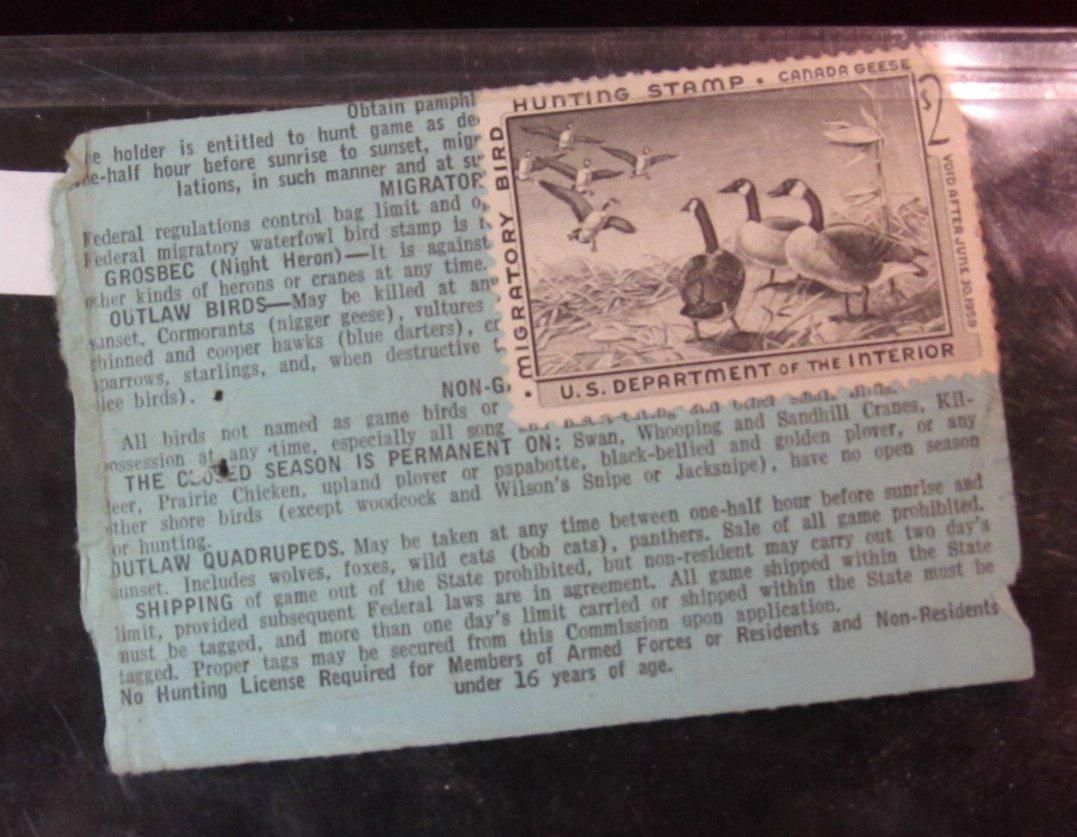 Obtain pamphl
e holder is entitled to hunt game as de
e-half hour before sunrise to sunset, migr
lations, in such manner and at su
MIGRATOR
Federal regulations control bag limit and o
Federal migratory waterfowl bird stamp is r
GROSBEC (Night Heron)—It is against
other kinds of herons or cranes at any time.
OUTLAW BIRDS—May be killed at any
sunset. Cormorants (nigger geese), vultures
shinned and cooper hawks (blue darters), cr
sparrows, starlings, and, when destructive t
ice birds).
NON-GA
All birds not named as game birds or
possession at any time, especially all song
THE CLOSED SEASON IS PERMANENT ON: Swan, Whooping and Sandhill Cranes, Kil-
eer, Prairie Chicken, upland plover or papabotte, black-bellied and golden plover, or any
ther shore birds (except woodcock and Wilson's Snipe or Jacksnipe), have no open season
or hunting.
OUTLAW QUADRUPEDS. May be taken at any time between one-half hour before sunrise and
sunset. Includes wolves, foxes, wild cats (bob cats), panthers. Sale of all game prohibited.
SHIPPING of game out of the State prohibited, but non-resident may carry out two day's
limit, provided subsequent Federal laws are in agreement. All game shipped within the State
must be tagged, and more than one day's limit carried or shipped within the State must be
tagged. Proper tags may be secured from this Commission upon application.
No Hunting License Required for Members of Armed Forces or Residents and Non-Residents
under 16 years of age.
• MIGRATORY BIRD
HUNTING STAMP • CANADA GEESE
$2
VOID AFTER JUNE 30, 1959
U.S. DEPARTMENT OF THE INTERIOR